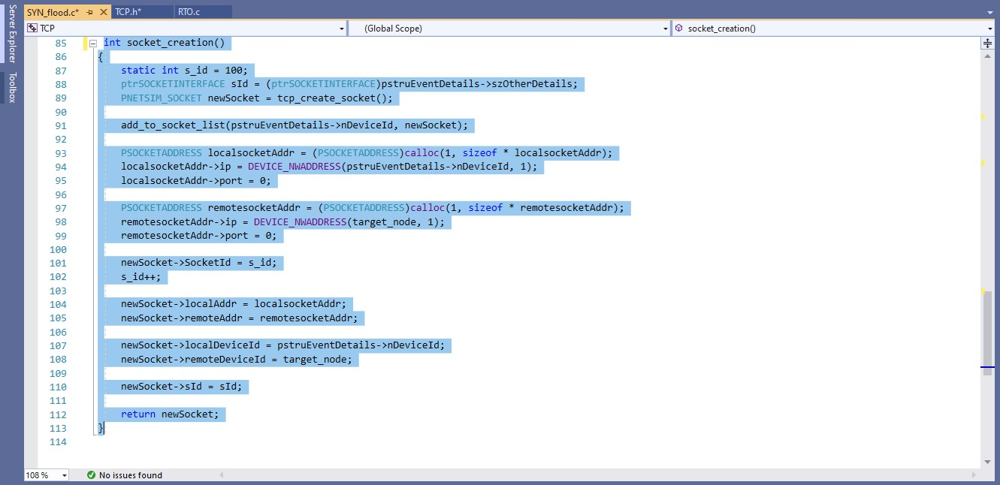 Server Explorer
Toolbox
SYN_flood.c*
TCP.h*
RTO.c
TCP
(Global Scope)
socket_creation()
85 int socket_creation()
86 {
87 static int s_id = 100;
88 ptrSOCKETINTERFACE sId = (ptrSOCKETINTERFACE)pstruEventDetails->szOtherDetails;
89 PNETSIM_SOCKET newSocket = tcp_create_socket();
90
91 add_to_socket_list(pstruEventDetails->nDeviceId, newSocket);
92
93 PSOCKETADDRESS localsocketAddr = (PSOCKETADDRESS)calloc(1, sizeof * localsocketAddr);
94 localsocketAddr->ip = DEVICE_NWADDRESS(pstruEventDetails->nDeviceId, 1);
95 localsocketAddr->port = 0;
96
97 PSOCKETADDRESS remotesocketAddr = (PSOCKETADDRESS)calloc(1, sizeof * remotesocketAddr);
98 remotesocketAddr->ip = DEVICE_NWADDRESS(target_node, 1);
99 remotesocketAddr->port = 0;
100
101 newSocket->SocketId = s_id;
102 s_id++;
103
104 newSocket->localAddr = localsocketAddr;
105 newSocket->remoteAddr = remotesocketAddr;
106
107 newSocket->localDeviceId = pstruEventDetails->nDeviceId;
108 newSocket->remoteDeviceId = target_node;
109
110 newSocket->sId = sId;
111
112 return newSocket;
113 }
114
108 %
No issues found